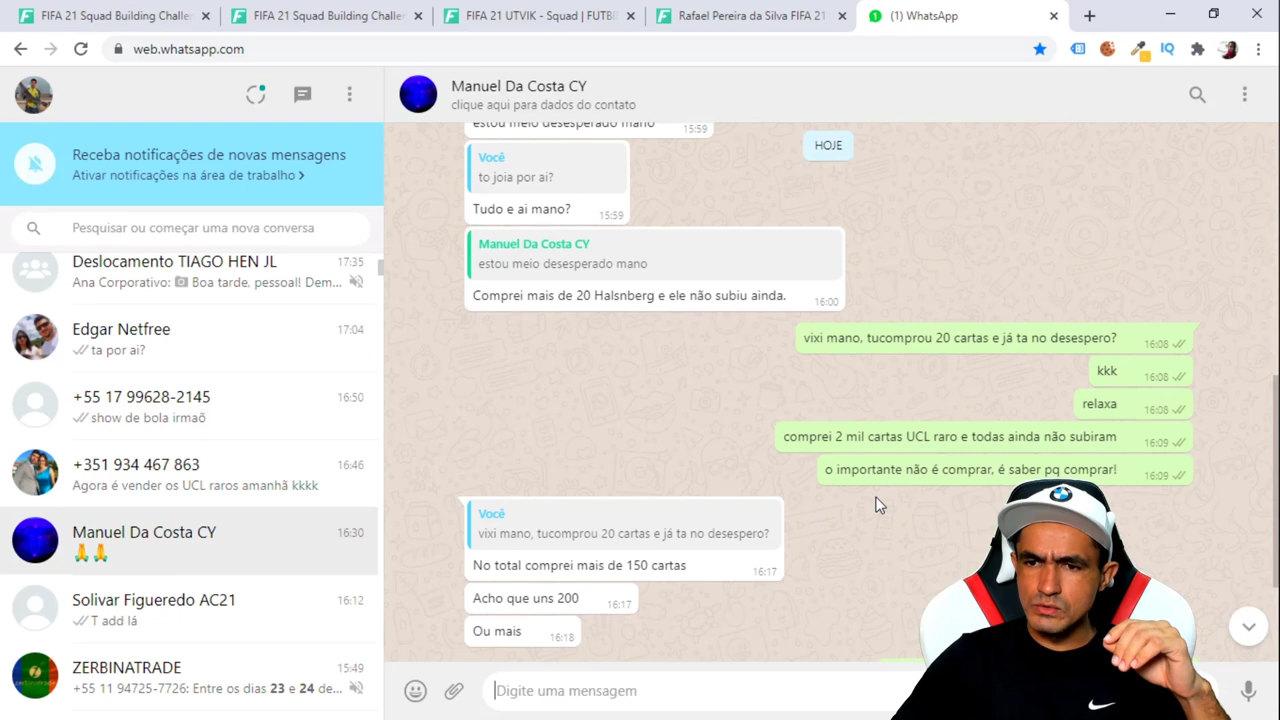 FIFA 21 Squad Building Challer
FIFA 21 Squad Building Challer
FIFA 21 UTVIK - Squad | FUTBI
Rafael Pereira da Silva FIFA 21
(1) WhatsApp
web.whatsapp.com
IQ
Receba notificações de novas mensagens
Ativar notificações na área de trabalho >
Pesquisar ou começar uma nova conversa
Deslocamento TIAGO HEN JL 17:35
Ana Corporativo: Boa tarde, pessoal! Dem...
Edgar Netfree 17:04
ta por ai?
+55 17 99628-2145 16:50
show de bola irmaõ
+351 934 467 863 16:46
Agora é vender os UCL raros amanhã kkkk
Manuel Da Costa CY 16:30
🙏🙏
Solivar Figueredo AC21 16:12
T add lá
ZERBINATRADE 15:49
+55 11 94725-7726: Entre os dias 23 e 24 de...
Manuel Da Costa CY
clique aqui para dados do contato
estou meio desesperado mano 15:59
HOJE
Você
to joia por ai?
Tudo e ai mano? 15:59
Manuel Da Costa CY
estou meio desesperado mano
Comprei mais de 20 Halsnberg e ele não subiu ainda. 16:00
vixi mano, tucomprou 20 cartas e já ta no desespero? 16:08
kkk 16:08
relaxa 16:08
comprei 2 mil cartas UCL raro e todas ainda não subiram 16:09
o importante não é comprar, é saber pq comprar! 16:09
Você
vixi mano, tucomprou 20 cartas e já ta no desespero?
No total comprei mais de 150 cartas 16:17
Acho que uns 200 16:17
Ou mais 16:18
Digite uma mensagem